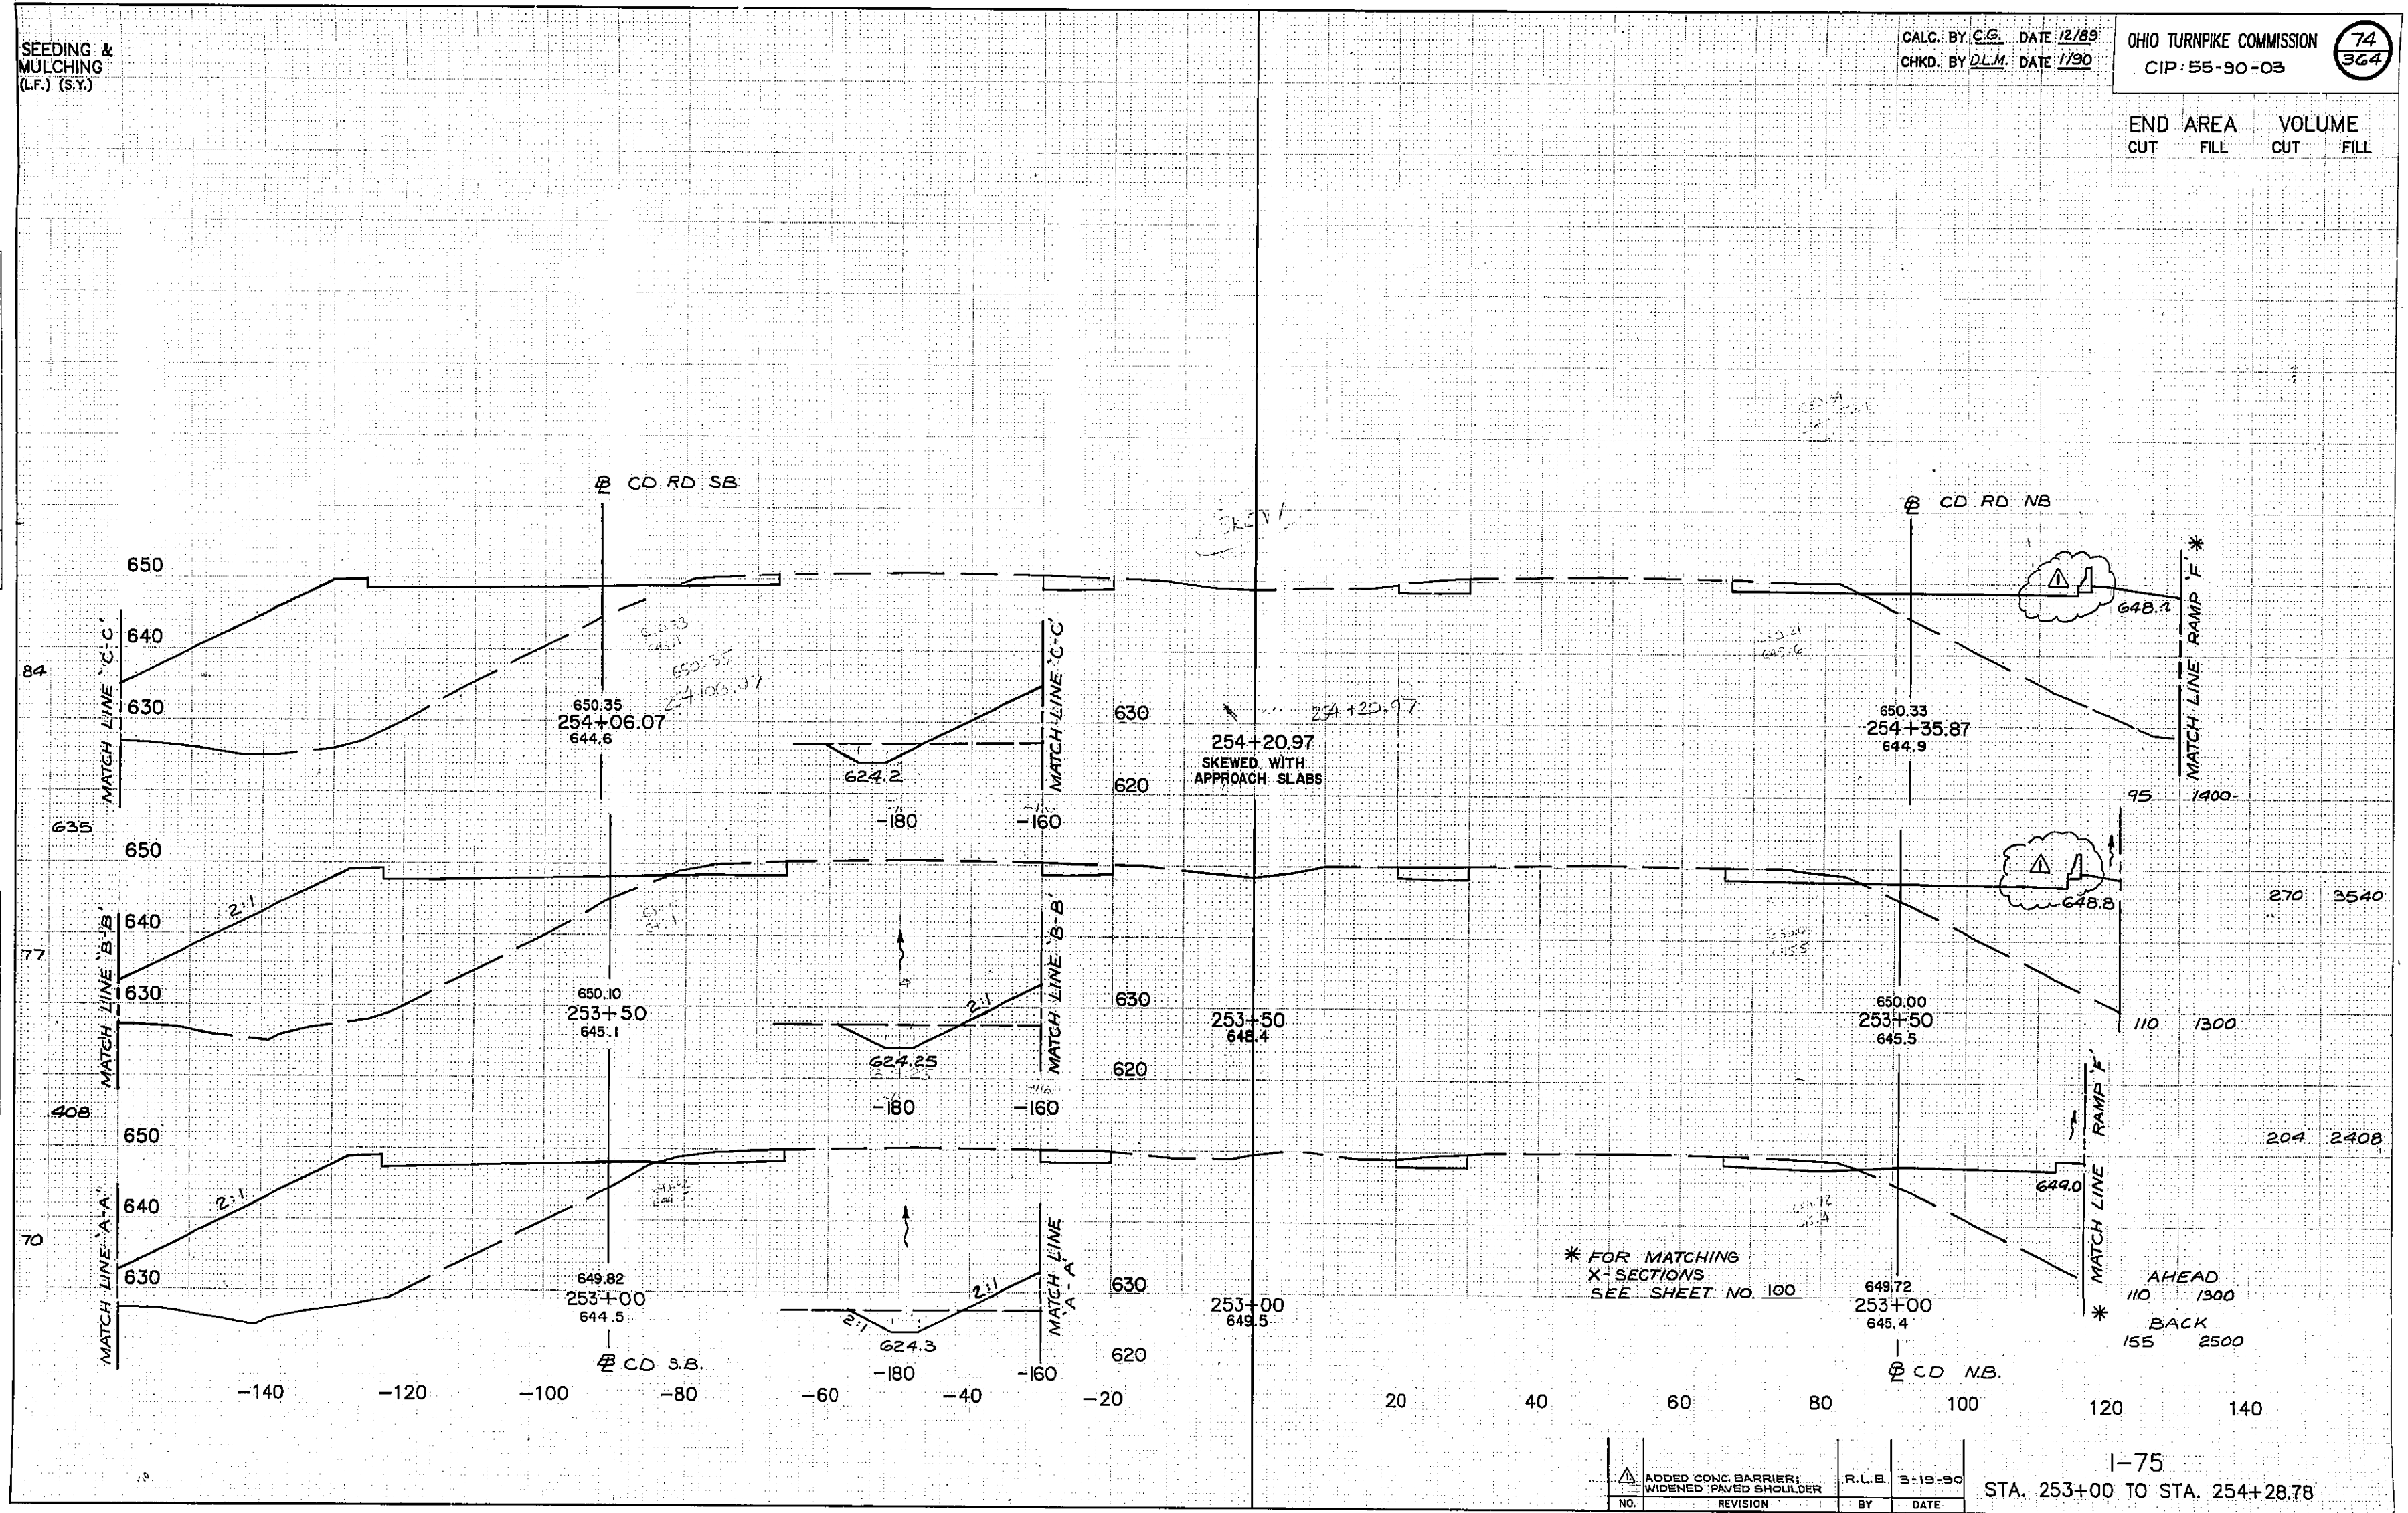 SEEDING &
MULCHING
(L.F.) (S.Y.)
CALC. BY C.G. DATE 12/89
CHKD. BY D.L.M. DATE 1/90
OHIO TURNPIKE COMMISSION
CIP: 55-90-03
74
364
END AREA VOLUME
CUT FILL CUT FILL
CD RD SB
CD RD NB
MATCH LINE 'C-C'
650
640
630
84
650.35
254+06.07
644.6
650.35
254+06.07
624.2
-180
-160
MATCH LINE 'C-C'
630
620
254+20.97
254+20.97
SKEWED WITH
APPROACH SLABS
650.33
254+35.87
644.9
648.2
MATCH LINE RAMP 'F' *
95 1400
635
MATCH LINE 'B-B'
650
640
630
77
2:1
650.10
253+50
645.1
2:1
624.25
-180
-160
MATCH LINE 'B-B'
630
620
253+50
648.4
650.00
253+50
645.5
648.8
270 3540
110 1300
408
MATCH LINE 'A-A'
650
640
630
70
2:1
649.82
253+00
644.5
CD S.B.
2:1
2:1
624.3
-180
-160
MATCH LINE
'A-A'
630
620
253+00
649.5
* FOR MATCHING
X-SECTIONS
SEE SHEET NO. 100
649.72
253+00
645.4
CD N.B.
649.0
* MATCH LINE RAMP 'F'
204 2408
AHEAD
110 1300
BACK
155 2500
-140 -120 -100 -80 -60 -40 -20 20 40 60 80 100 120 140
1 ADDED CONC. BARRIER; R.L.B. 3-19-90
WIDENED PAVED SHOULDER
NO. REVISION BY DATE
I-75
STA. 253+00 TO STA. 254+28.78